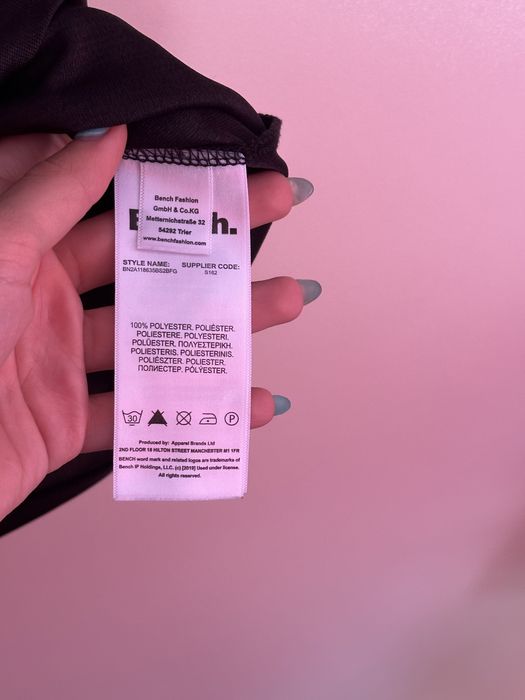 Bench Fashion
GmbH & Co.KG
Metternichstraße 32
54292 Trier
www.benchfashion.com
h.
STYLE NAME: SUPPLIER CODE:
BN2A118635BS2BFG S162
100% POLYESTER. POLIÉSTER.
POLIESTERE. POLYESTERI.
POLÜESTER. ΠΟΛΥΕΣΤΕΡΙΚΗ.
POLIESTERIS. POLIESTERINIS.
POLIÉSZTER. POLIESTER.
ПОЛИЕСТЕР. PÓLÝESTER.
30 P
Produced by: Apparel Brands Ltd
2ND FLOOR 18 HILTON STREET MANCHESTER M1 1FR
BENCH word mark and related logos are trademarks of
Bench IP Holdings, LLC. (c) [2019] Used under license.
All rights reserved.